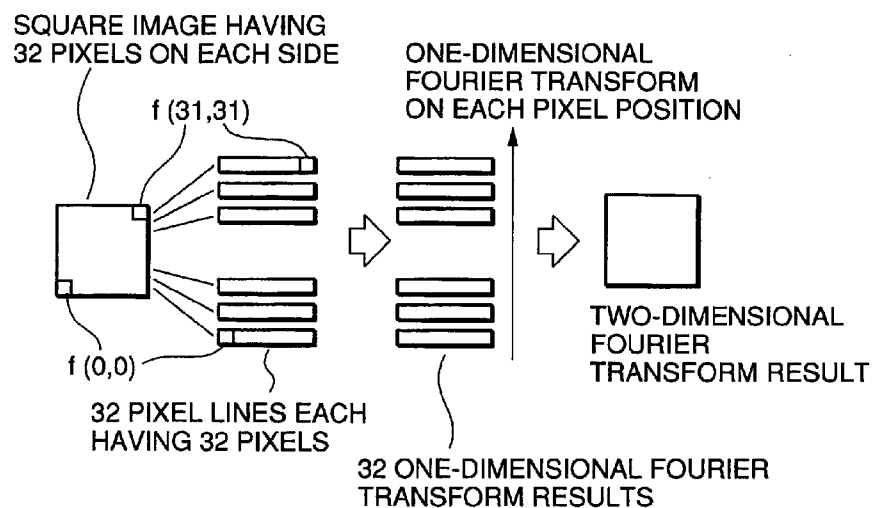 SQUARE IMAGE HAVING
32 PIXELS ON EACH SIDE
ONE-DIMENSIONAL
FOURIER TRANSFORM
ON EACH PIXEL POSITION
f (31,31)
f (0,0)
32 PIXEL LINES EACH
HAVING 32 PIXELS
32 ONE-DIMENSIONAL FOURIER
TRANSFORM RESULTS
TWO-DIMENSIONAL
FOURIER
TRANSFORM RESULT